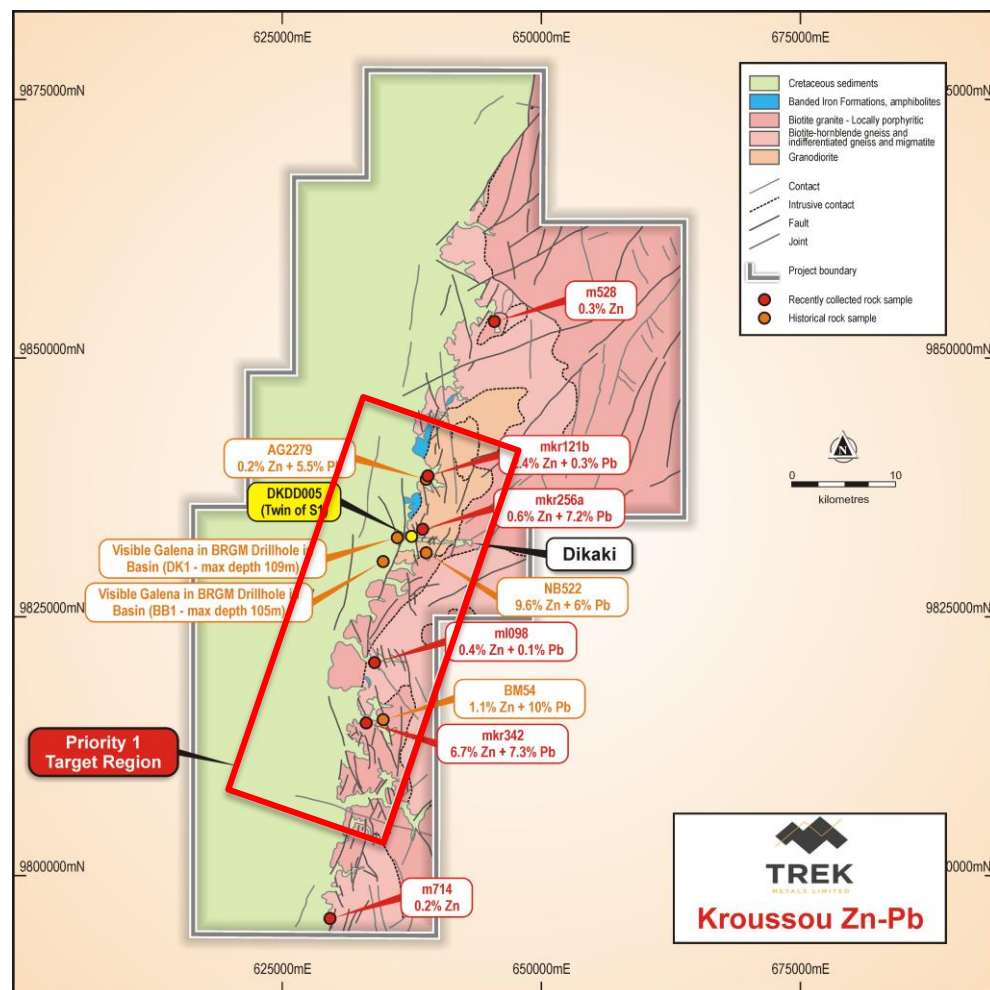 625000mE
650000mE
675000mE
9875000mN
5000mN
Cretaceous sediments
Banded Iron Formations, amphibolites
Biotite granite - Locally porphyritic
Biotite-hornblende gneiss and
indifferentiated gneiss and migmatite
Granodiorite
Contact
Intrusive contact
Fault
Joint
Project boundary
Recently collected rock sample
Historical rock sample
m528
0.3% Zn
9850000mN
9850000mN
AG2279
0.2% Zn + 5.5% Pb
mkr121b
.4% Zn + 0.3% Pb
N
0
10
kilometres
DKDD005
(Twin of S1)
mkr256a
0.6% Zn + 7.2% Pb
Visible Galena in BRGM Drillhole i
Basin (DK1 - max depth 109m)
Dikaki
Visible Galena in BRGM Drillhole i
Basin (BB1 - max depth 105m)
NB522
9.6% Zn + 6% Pb
9825000mN
9825000mN
ml098
0.4% Zn + 0.1% Pb
BM54
1.1% Zn + 10% Pb
mkr342
6.7% Zn + 7.3% Pb
Priority 1
Target Region
9800000mN
0000mN
m714
0.2% Zn
TREK
METALS LIMITED
Kroussou Zn-Pb
625000mE
650000mE
675000mE